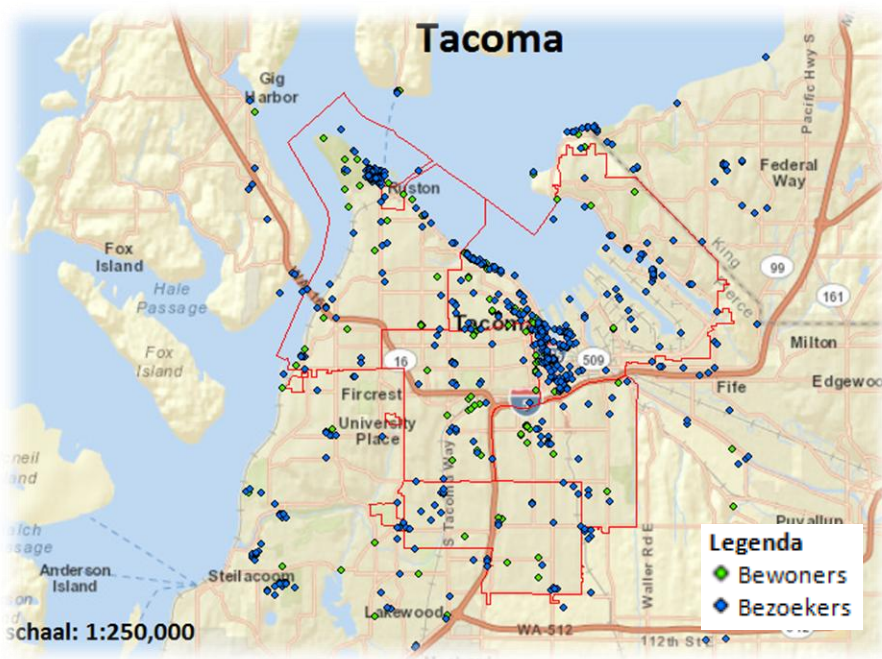 Tacoma
Gig
Harbor
Pacific Hwy S
Ruston
Federal
Way
Fox
Island
Hale
Passage
King
Pierce
99
161
Tacoma
Milton
Fox
Island
16
509
Edgewo
Fircrest
Fife
University
Place
S Tacoma Way
Waller Rd E
Puyallup
Anderson
Island
Steilacoom
Lakewood
WA-512
112th St E
schaal: 1:250,000
Legenda
Bewoners
Bezoekers